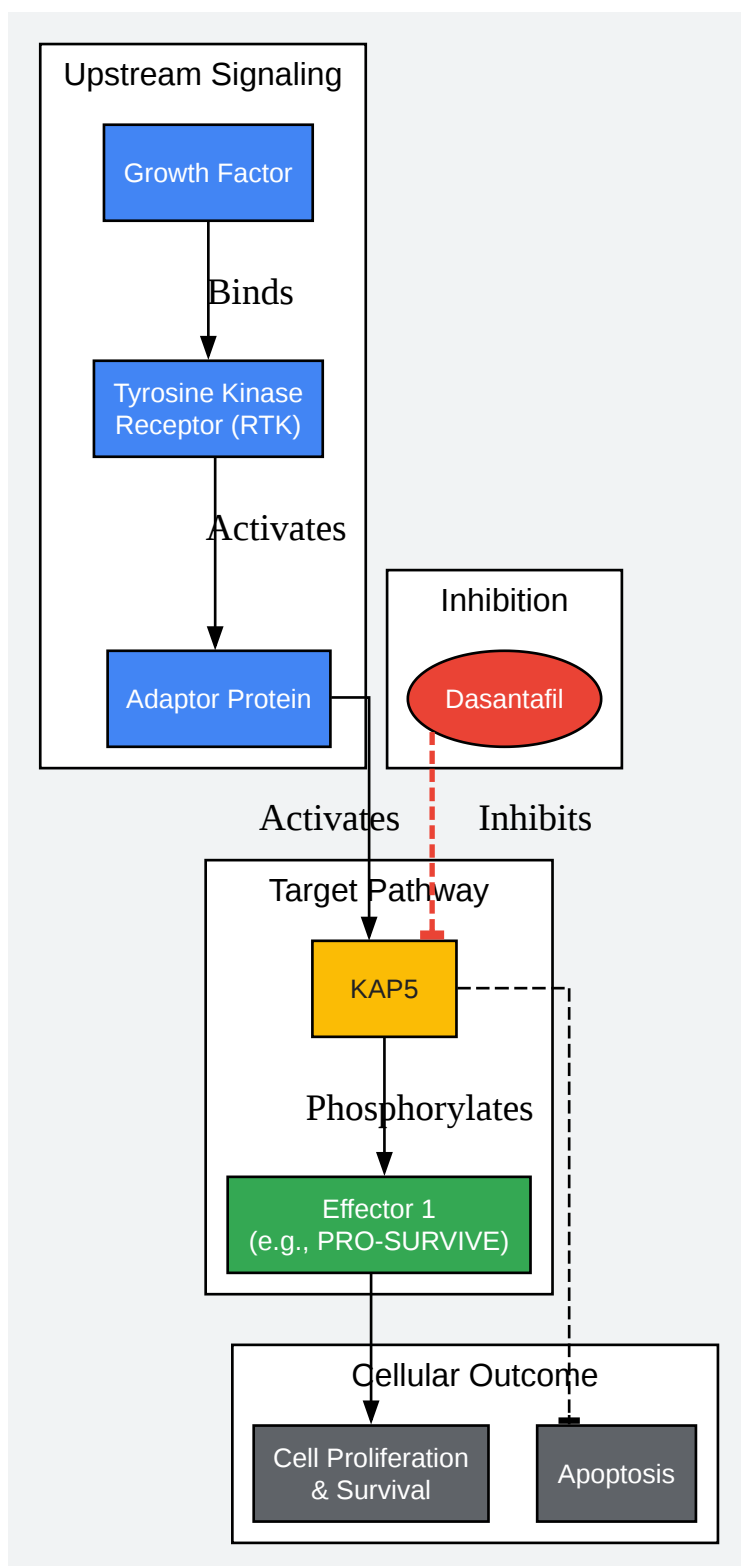 Upstream Signaling
Growth Factor
Binds
Tyrosine Kinase
Receptor (RTK)
Activates
Adaptor Protein
Inhibition
Dasantafil
Activates
Inhibits
Target Pathway
KAP5
Phosphorylates
Effector 1
(e.g., PRO-SURVIVE)
Cellular Outcome
Cell Proliferation
& Survival
Apoptosis